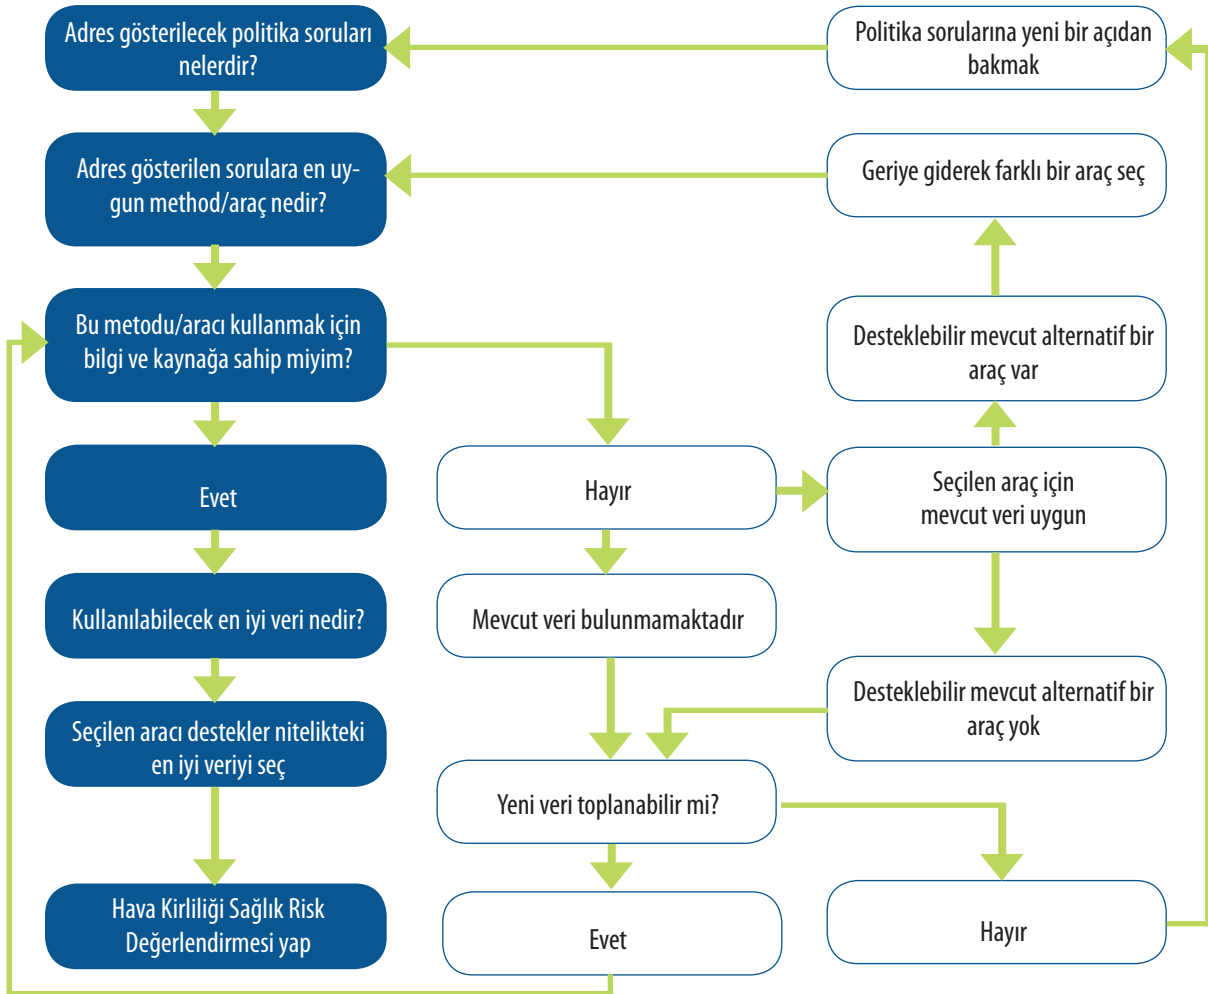 Adres gösterilecek politika soruları
nelerdir?
Politika sorularına yeni bir açıdan
bakmak
Adres gösterilen sorulara en uy-
gun method/araç nedir?
Geriye giderek farklı bir araç seç
Bu metodu/aracı kullanmak için
bilgi ve kaynağa sahip miyim?
Desteklebilir mevcut alternatif bir
araç var
Evet
Hayır
Seçilen araç için
mevcut veri uygun
Kullanılabilecek en iyi veri nedir?
Mevcut veri bulunmamaktadır
Desteklebilir mevcut alternatif bir
araç yok
Seçilen aracı destekler nitelikteki
en iyi veriyi seç
Yeni veri toplanabilir mi?
Hava Kirliliği Sağlık Risk
Değerlendirmesi yap
Evet
Hayır